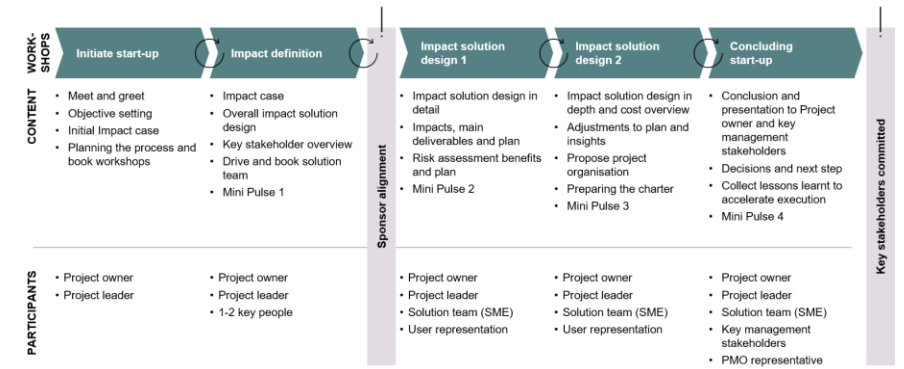 WORK-
SHOPS
Initiate start-up
Impact definition
Impact solution
design 1
Impact solution
design 2
Concluding
start-up
CONTENT
• Meet and greet
• Objective setting
• Initial Impact case
• Planning the process and
book workshops
• Impact case
• Overall impact solution
design
• Key stakeholder overview
• Drive and book solution
team
• Mini Pulse 1
Sponsor alignment
• Impact solution design in
detail
• Impacts, main
deliverables and plan
• Risk assessment benefits
and plan
• Mini Pulse 2
• Impact solution design in
depth and cost overview
• Adjustments to plan and
insights
• Propose project
organisation
• Preparing the charter
• Mini Pulse 3
• Conclusion and
presentation to Project
owner and key
management
stakeholders
• Decisions and next step
• Collect lessons learnt to
accelerate execution
• Mini Pulse 4
Key stakeholders committed
PARTICIPANTS
• Project owner
• Project leader
• Project owner
• Project leader
• 1-2 key people
• Project owner
• Project leader
• Solution team (SME)
• User representation
• Project owner
• Project leader
• Solution team (SME)
• User representation
• Project owner
• Project leader
• Solution team (SME)
• Key management
stakeholders
• PMO representative